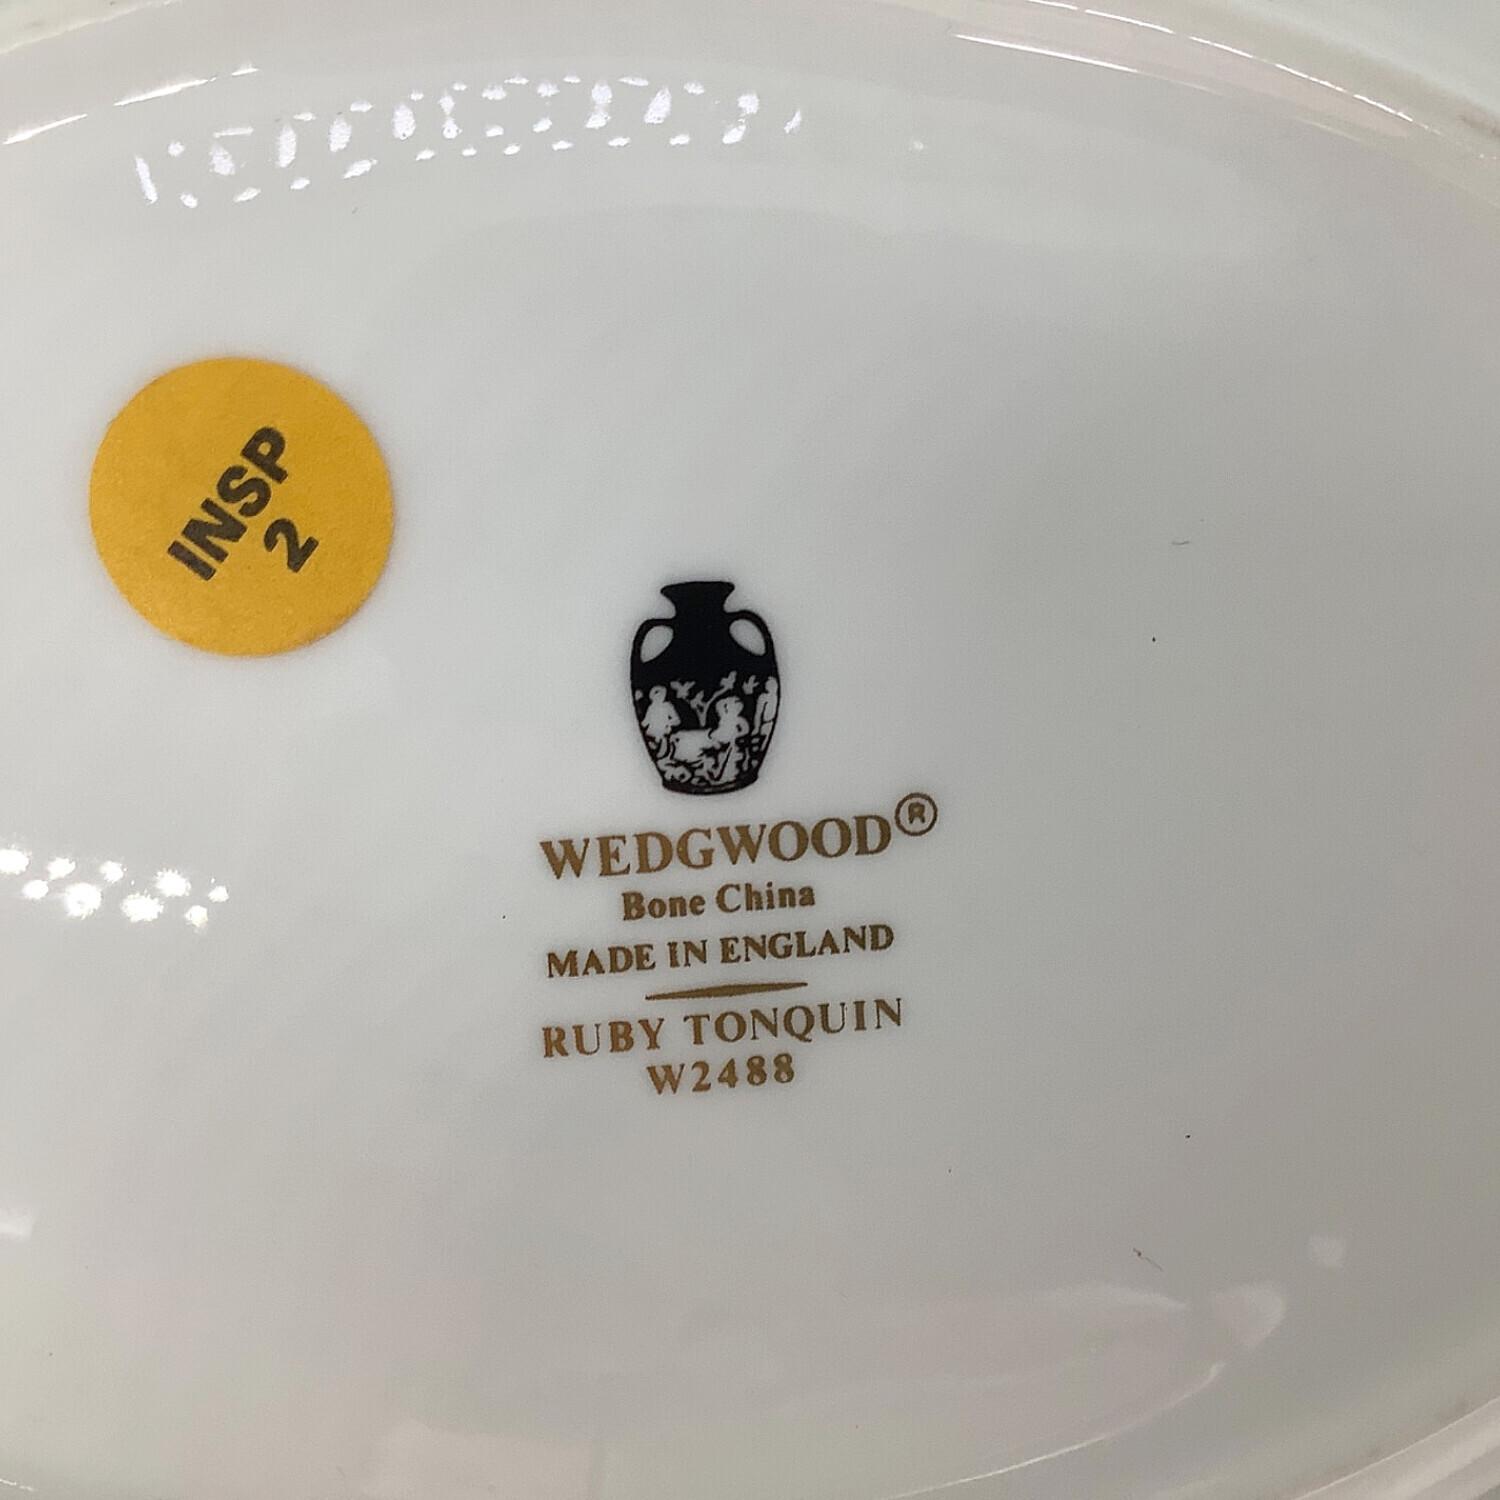 INSP
2
WEDGWOOD®
Bone China
MADE IN ENGLAND
RUBY TONQUIN
W2488